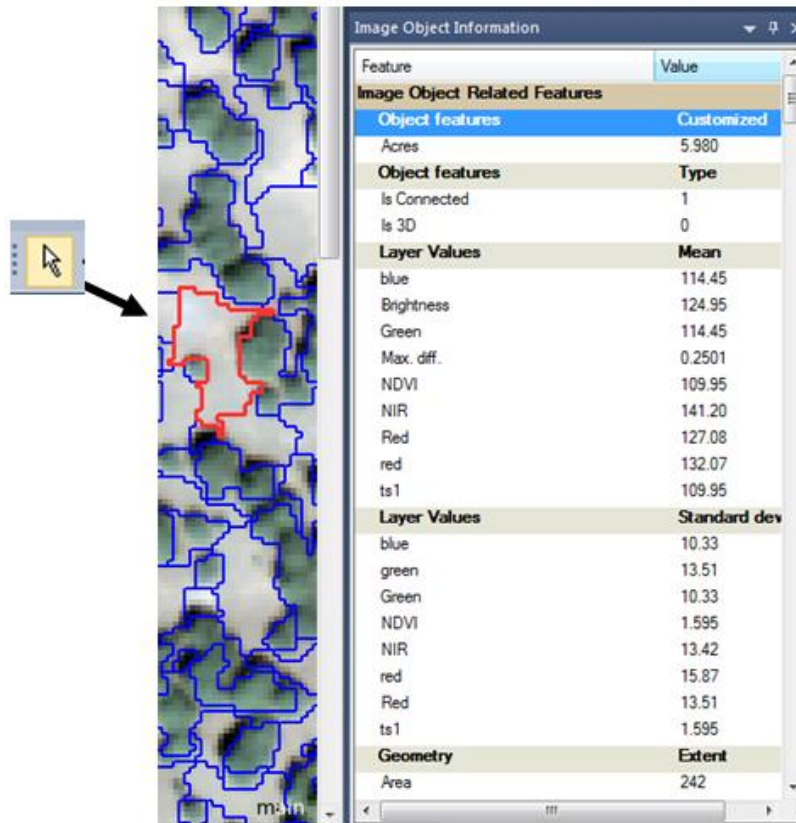 Image Object Information
Feature Value
Image Object Related Features
Object features Customized
Acres 5.980
Object features Type
Is Connected 1
Is 3D 0
Layer Values Mean
blue 114.45
Brightness 124.95
Green 114.45
Max. diff. 0.2501
NDVI 109.95
NIR 141.20
Red 127.08
red 132.07
ts1 109.95
Layer Values Standard dev
blue 10.33
green 13.51
Green 10.33
NDVI 1.595
NIR 13.42
red 15.87
Red 13.51
ts1 1.595
Geometry Extent
Area 242
main